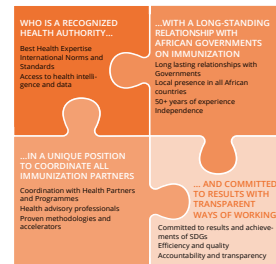 WHO IS A RECOGNIZED
HEALTH AUTHORITY...
Best Health Expertise
International Norms and
Standards
Access to health intelli-
gence and data
...WITH A LONG-STANDING
RELATIONSHIP WITH
AFRICAN GOVERNMENTS
ON IMMUNIZATION
Long lasting relationships with
Governments
Local presence in all African
countries
50+ years of experience
Independence
...IN A UNIQUE POSITION
TO COORDINATE ALL
IMMUNIZATION PARTNERS
Coordination with Health Partners
and Programmes
Health advisory professionals
Proven methodologies and
accelerators
... AND COMMITTED
TO RESULTS WITH
TRANSPARENT
WAYS OF WORKING
Committed to results and achieve-
ments of SDGs
Efficiency and quality
Accountability and transparency